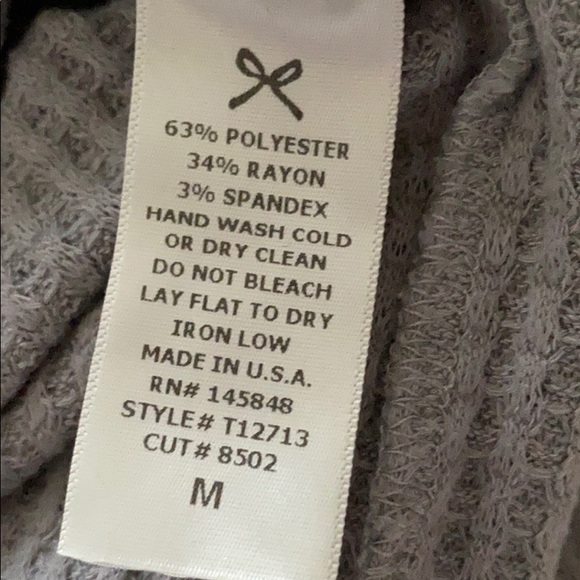 63% POLYESTER
34% RAYON
3% SPANDEX
HAND WASH COLD
OR DRY CLEAN
DO NOT BLEACH
LAY FLAT TO DRY
IRON LOW
MADE IN U.S.A.
RN# 145848
STYLE# T12713
CUT# 8502
M